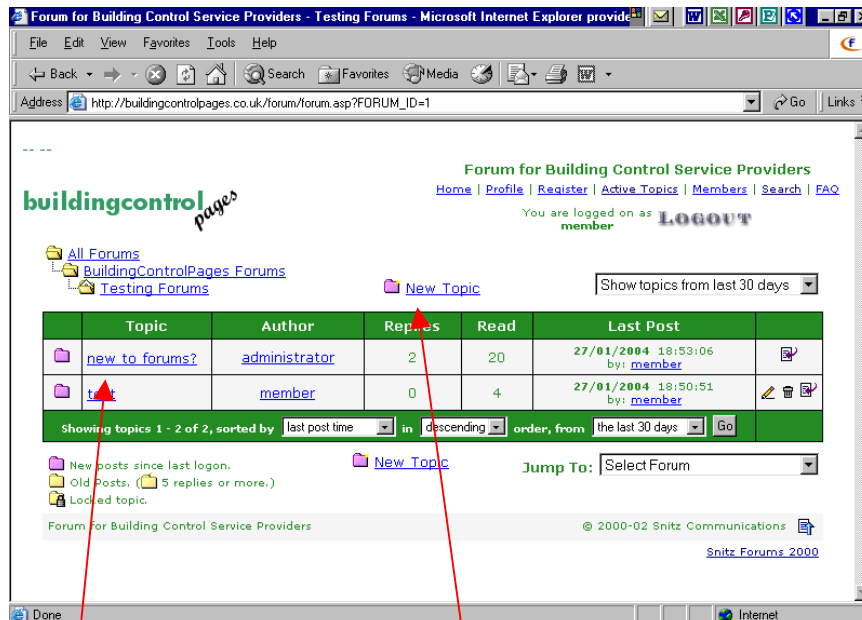 Forum for Building Control Service Providers - Testing Forums - Microsoft Internet Explorer provide
File Edit View Favorites Tools Help
Back Search Favorites Media
Address http://buildingcontrolpages.co.uk/forum/forum.asp?FORUM_ID=1 Go Links
-- --
Forum for Building Control Service Providers
buildingcontrol pages
Home | Profile | Register | Active Topics | Members | Search | FAQ
You are logged on as
member
LOGOUT
All Forums
BuildingControlPages Forums
Testing Forums
New Topic
Show topics from last 30 days
Topic Author Replies Read Last Post
new to forums? administrator 2 20 27/01/2004 18:53:06
by: member
test member 0 4 27/01/2004 18:50:51
by: member
Showing topics 1 - 2 of 2, sorted by last post time in descending order, from the last 30 days Go
New posts since last logon.
Old Posts. ( 5 replies or more.)
Locked topic.
New Topic
Jump To: Select Forum
Forum for Building Control Service Providers © 2000-02 Snitz Communications
Snitz Forums 2000
Done Internet